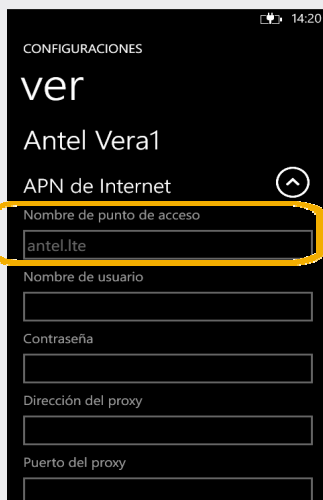 14:20
CONFIGURACIONES
ver
Antel Vera1
APN de Internet
Nombre de punto de acceso
antel.lte
Nombre de usuario
Contraseña
Dirección del proxy
Puerto del proxy